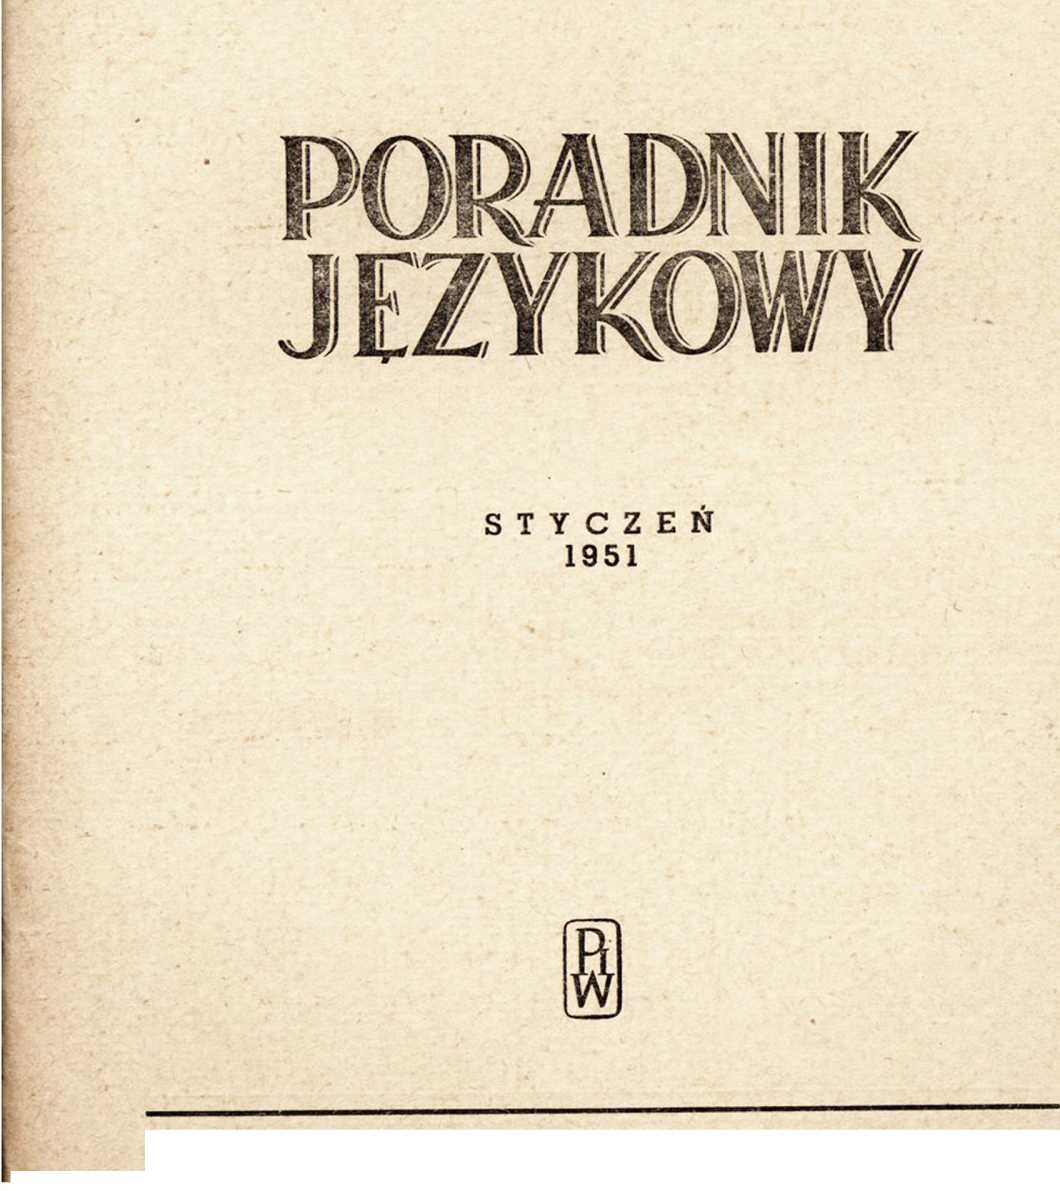 PORADNIK
JĘZYKOWY
STYCZEŃ
1951
PIW